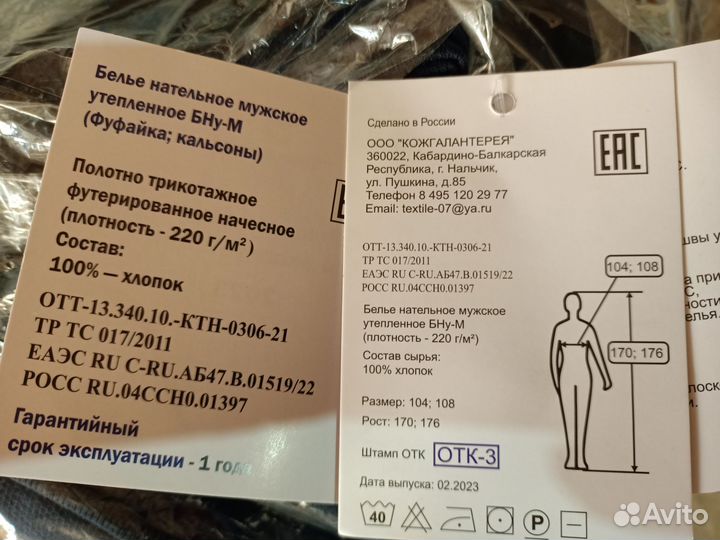 Белье нательное мужское
утепленное БНу-М
(Фуфайка; кальсоны)
Полотно трикотажное
футерированное начесное
(плотность - 220 г/м²)
Состав:
100% — хлопок
ОТТ-13.340.10.-КТН-0306-21
ТР ТС 017/2011
ЕАЭС RU С-RU.АБ47.В.01519/22
РОСС RU.04ССН0.01397
Гарантийный
срок эксплуатации - 1 год
EAC
Сделано в России
ООО "КОЖГАЛАНТЕРЕЯ"
360022, Кабардино-Балкарская
Республика, г. Нальчик,
ул. Пушкина, д.85
Телефон 8 495 120 29 77
Email: textile-07@ya.ru
EAC
ОТТ-13.340.10.-КТН-0306-21
ТР ТС 017/2011
ЕАЭС RU С-RU.АБ47.В.01519/22
РОСС RU.04ССН0.01397
Белье нательное мужское
утепленное БНу-М
(плотность - 220 г/м²)
Состав сырья:
100% хлопок
Размер: 104; 108
Рост: 170; 176
Штамп ОТК ОТК-3
Дата выпуска: 02.2023
104; 108
170; 176
40
P
швы
Avito